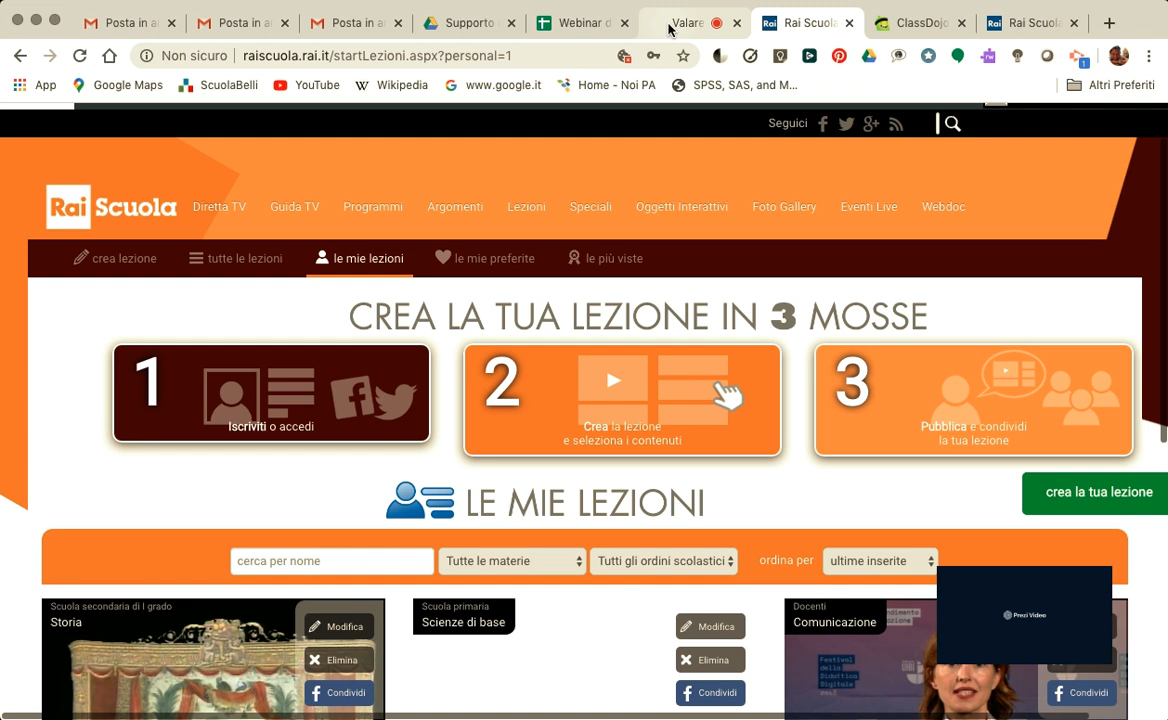 Posta in a
Posta in a
Posta in a
Supporto
Webinar d
Valare
Rai Scuola
ClassDojo
Rai Scuola
Non sicuro
raiscuola.rai.it/startLezioni.aspx?personal=1
1
App
Google Maps
ScuolaBelli
YouTube
Wikipedia
www.google.it
Home - Noi PA
SPSS, SAS, and M...
Altri Preferiti
Seguici
Rai Scuola
Diretta TV
Guida TV
Programmi
Argomenti
Lezioni
Speciali
Oggetti Interattivi
Foto Gallery
Eventi Live
Webdoc
crea lezione
tutte le lezioni
le mie lezioni
le mie preferite
le più viste
CREA LA TUA LEZIONE IN 3 MOSSE
1
Iscriviti o accedi
2
Crea la lezione
e seleziona i contenuti
3
Pubblica e condividi
la tua lezione
crea la tua lezione
LE MIE LEZIONI
cerca per nome
Tutte le materie
Tutti gli ordini scolastici
ordina per
ultime inserite
Scuola secondaria di I grado
Storia
Modifica
Elimina
Condividi
Scuola primaria
Scienze di base
Modifica
Elimina
Condividi
Docenti
Comunicazione
Festival
della
Didattica
Digitale
Prezi Video
Condividi